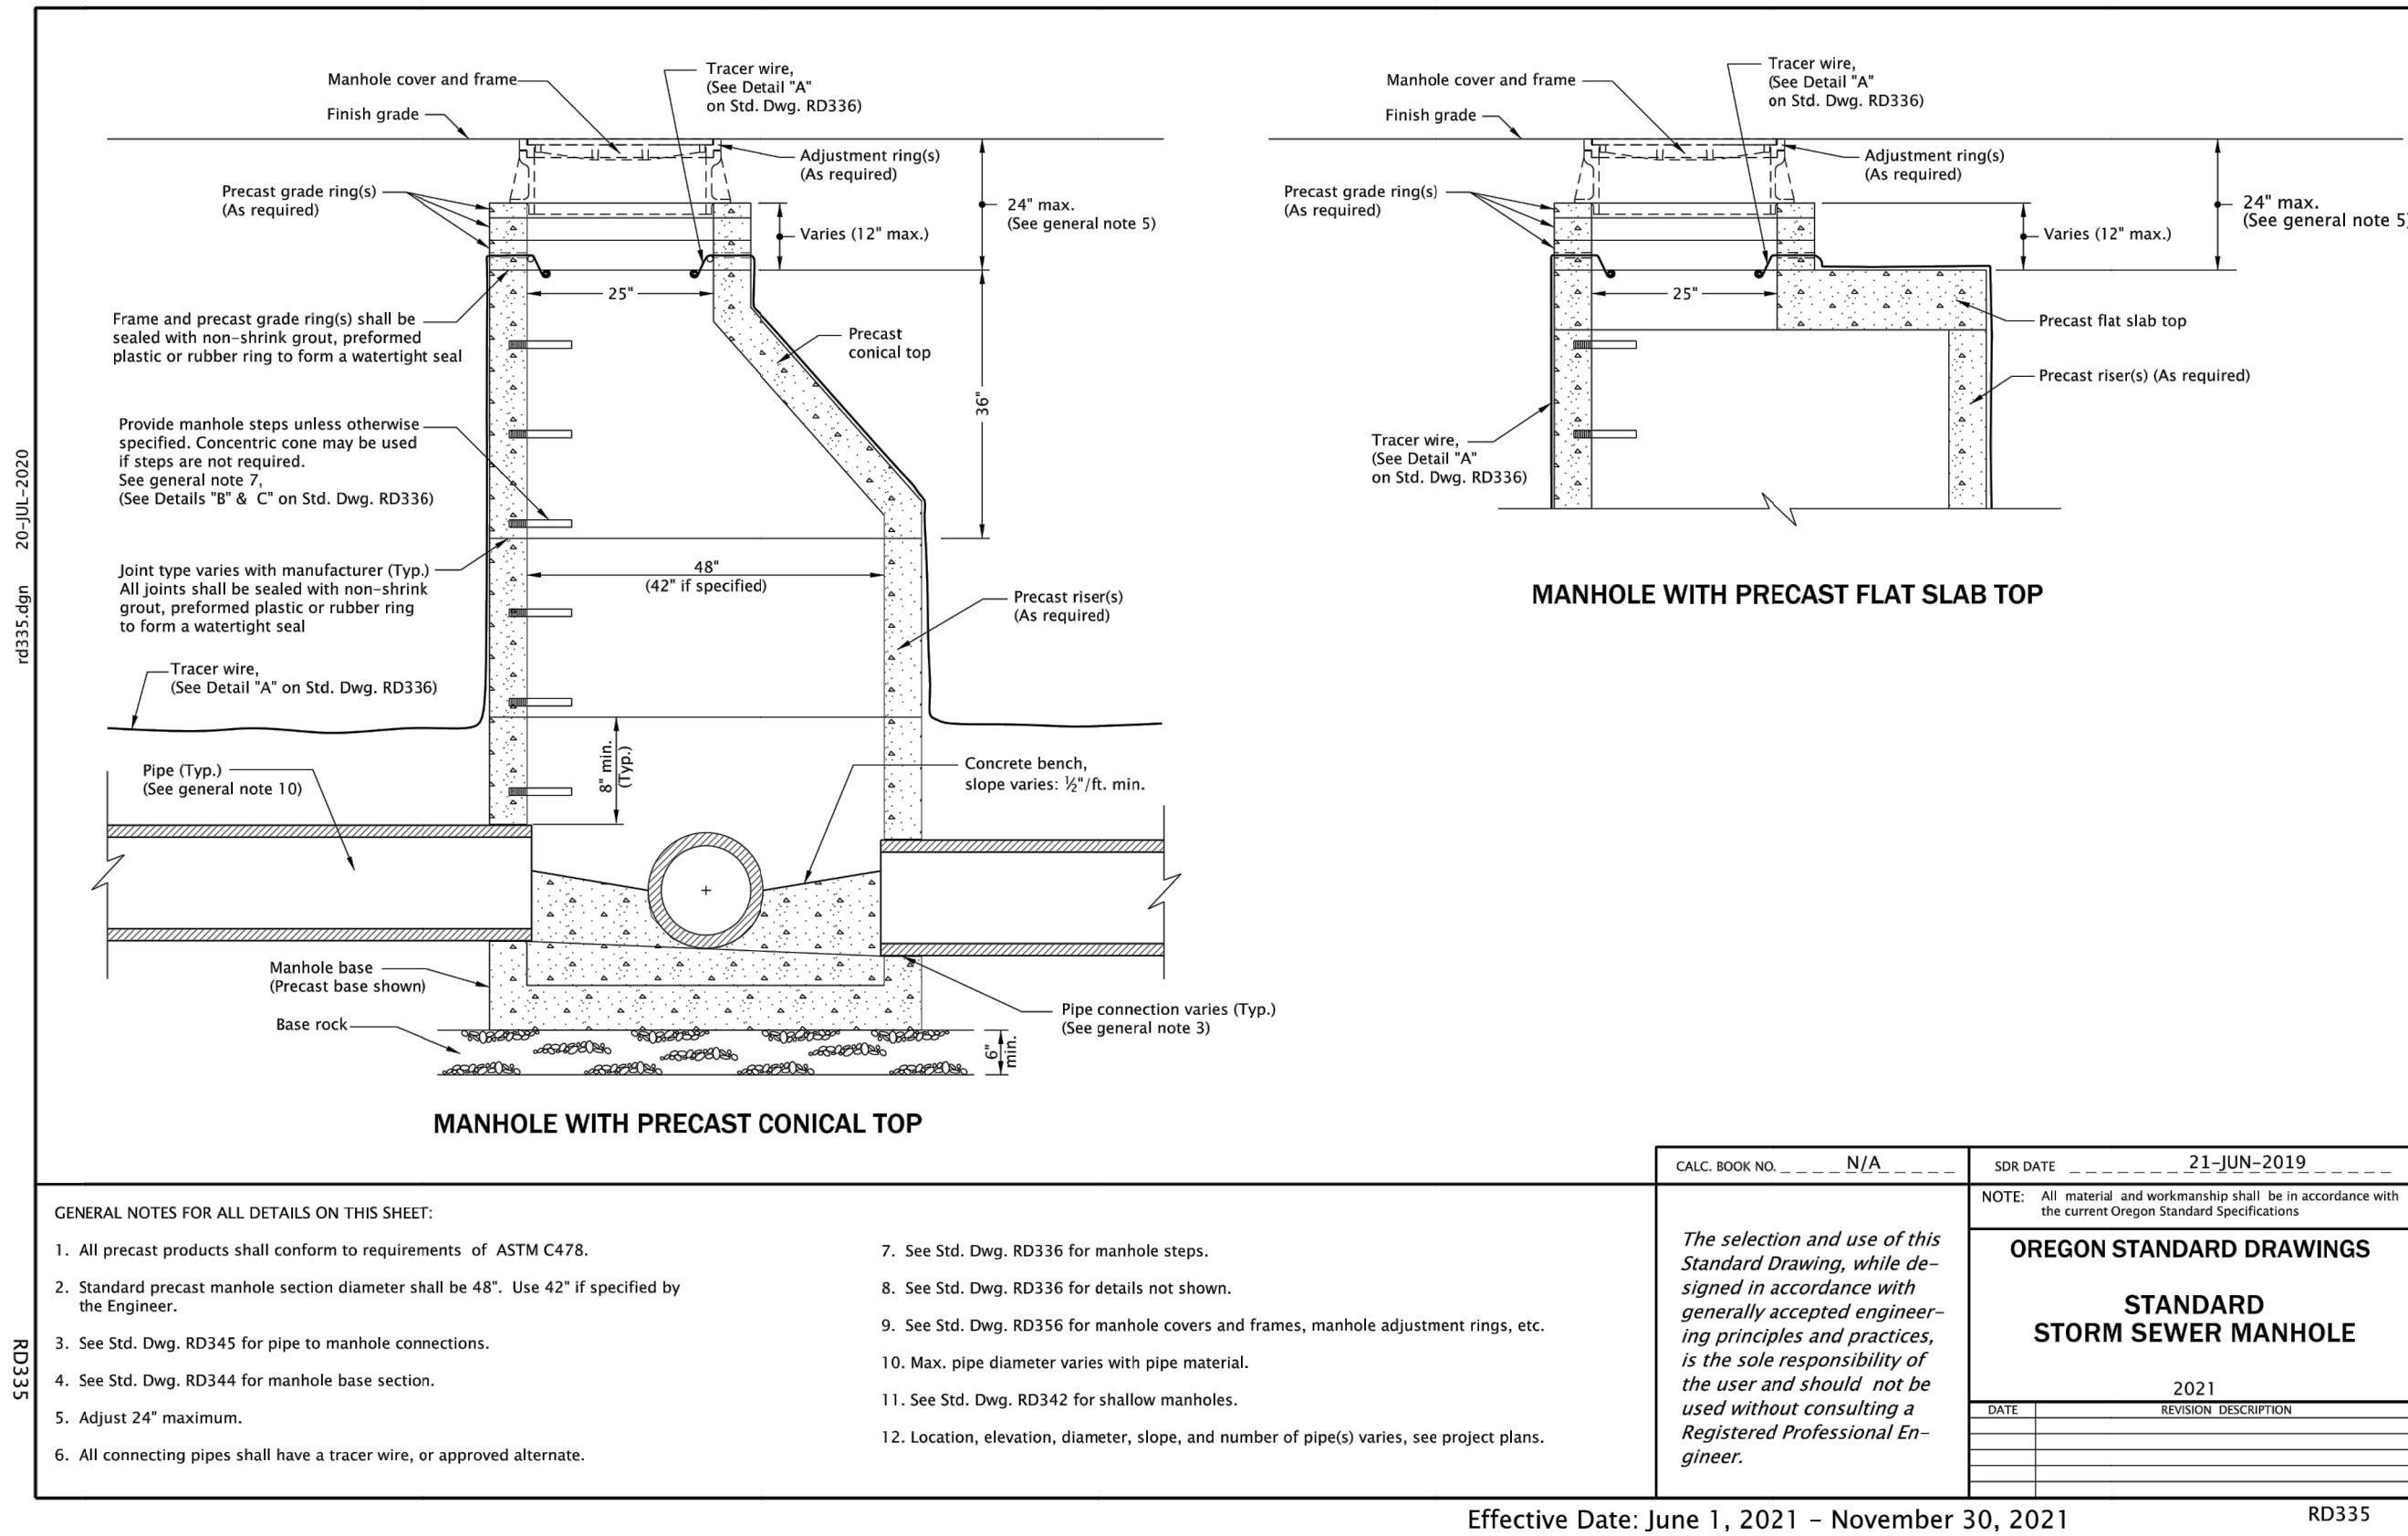 Manhole cover and frame
Finish grade
Tracer wire,
(See Detail "A"
on Std. Dwg. RD336)
Adjustment ring(s)
(As required)
Precast grade ring(s)
(As required)
24" max.
(See general note 5)
Varies (12" max.)
25"
Frame and precast grade ring(s) shall be
sealed with non-shrink grout, preformed
plastic or rubber ring to form a watertight seal
Precast
conical top
36"
Provide manhole steps unless otherwise
specified. Concentric cone may be used
if steps are not required.
See general note 7,
(See Details "B" & C" on Std. Dwg. RD336)
Joint type varies with manufacturer (Typ.)
All joints shall be sealed with non-shrink
grout, preformed plastic or rubber ring
to form a watertight seal
48"
(42" if specified)
Precast riser(s)
(As required)
Tracer wire,
(See Detail "A" on Std. Dwg. RD336)
8" min.
(Typ.)
Pipe (Typ.)
(See general note 10)
Concrete bench,
slope varies: ½"/ft. min.
Manhole base
(Precast base shown)
Base rock
Pipe connection varies (Typ.)
(See general note 3)
6"
min.
MANHOLE WITH PRECAST CONICAL TOP
Manhole cover and frame
Finish grade
Tracer wire,
(See Detail "A"
on Std. Dwg. RD336)
Adjustment ring(s)
(As required)
Precast grade ring(s)
(As required)
24" max.
(See general note 5)
Varies (12" max.)
25"
Precast flat slab top
Precast riser(s) (As required)
Tracer wire,
(See Detail "A"
on Std. Dwg. RD336)
MANHOLE WITH PRECAST FLAT SLAB TOP
rd335.dgn 20-JUL-2020
RD335
GENERAL NOTES FOR ALL DETAILS ON THIS SHEET:
1. All precast products shall conform to requirements of ASTM C478.
2. Standard precast manhole section diameter shall be 48". Use 42" if specified by
the Engineer.
3. See Std. Dwg. RD345 for pipe to manhole connections.
4. See Std. Dwg. RD344 for manhole base section.
5. Adjust 24" maximum.
6. All connecting pipes shall have a tracer wire, or approved alternate.
7. See Std. Dwg. RD336 for manhole steps.
8. See Std. Dwg. RD336 for details not shown.
9. See Std. Dwg. RD356 for manhole covers and frames, manhole adjustment rings, etc.
10. Max. pipe diameter varies with pipe material.
11. See Std. Dwg. RD342 for shallow manholes.
12. Location, elevation, diameter, slope, and number of pipe(s) varies, see project plans.
CALC. BOOK NO. N/A
SDR DATE 21-JUN-2019
The selection and use of this
Standard Drawing, while de-
signed in accordance with
generally accepted engineer-
ing principles and practices,
is the sole responsibility of
the user and should not be
used without consulting a
Registered Professional En-
gineer.
NOTE: All material and workmanship shall be in accordance with
the current Oregon Standard Specifications
OREGON STANDARD DRAWINGS
STANDARD
STORM SEWER MANHOLE
2021
DATE REVISION DESCRIPTION
Effective Date: June 1, 2021 - November 30, 2021
RD335